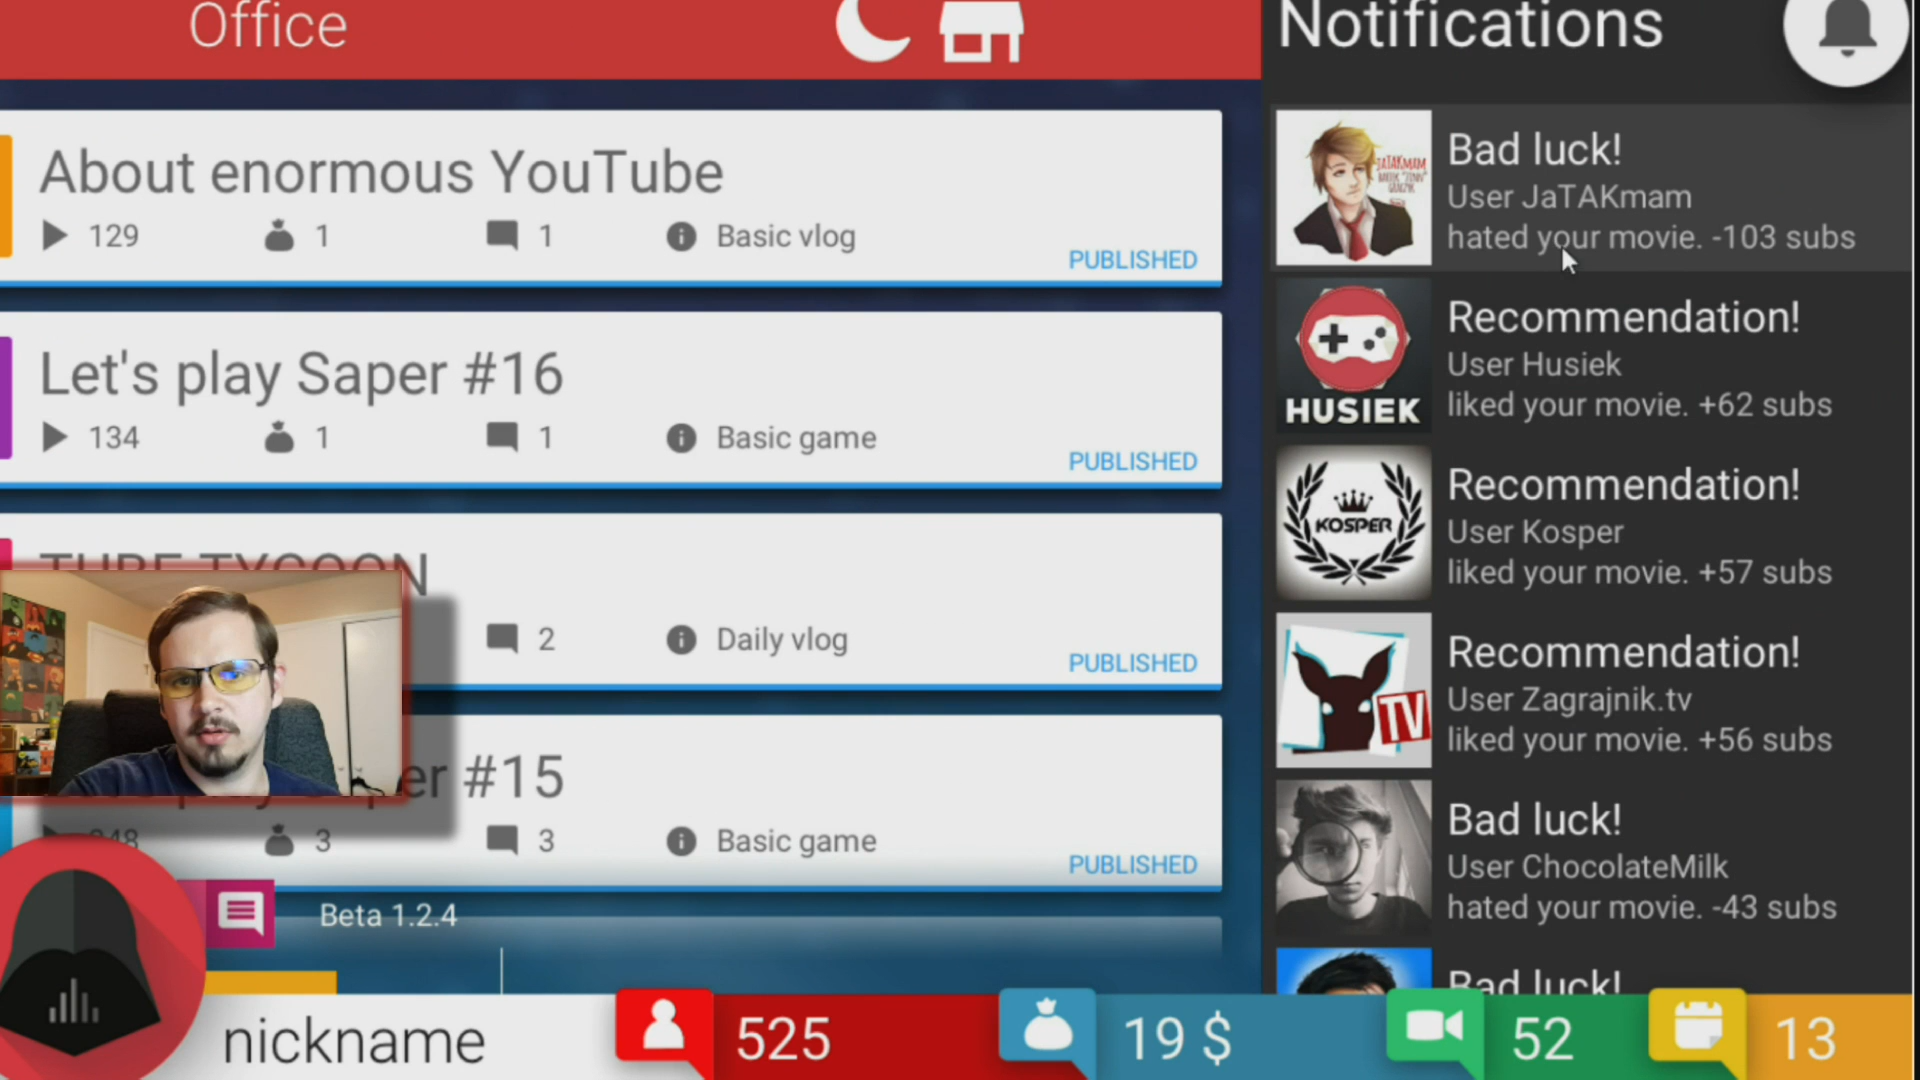 Office
Notifications
About enormous YouTube
129
1
1
Basic vlog
PUBLISHED
Let's play Saper #16
134
1
1
Basic game
PUBLISHED
TUBE TYCOON
2
Daily vlog
PUBLISHED
#15
3
3
Basic game
PUBLISHED
Beta 1.2.4
nickname
525
19 $
52
13
Bad luck!
User JaTAKmam
hated your movie. -103 subs
JaTAKMAM
HUSIEK
Recommendation!
User Husiek
liked your movie. +62 subs
KOSPER
Recommendation!
User Kosper
liked your movie. +57 subs
TV
Recommendation!
User Zagrajnik.tv
liked your movie. +56 subs
Bad luck!
User ChocolateMilk
hated your movie. -43 subs
Bad luck!